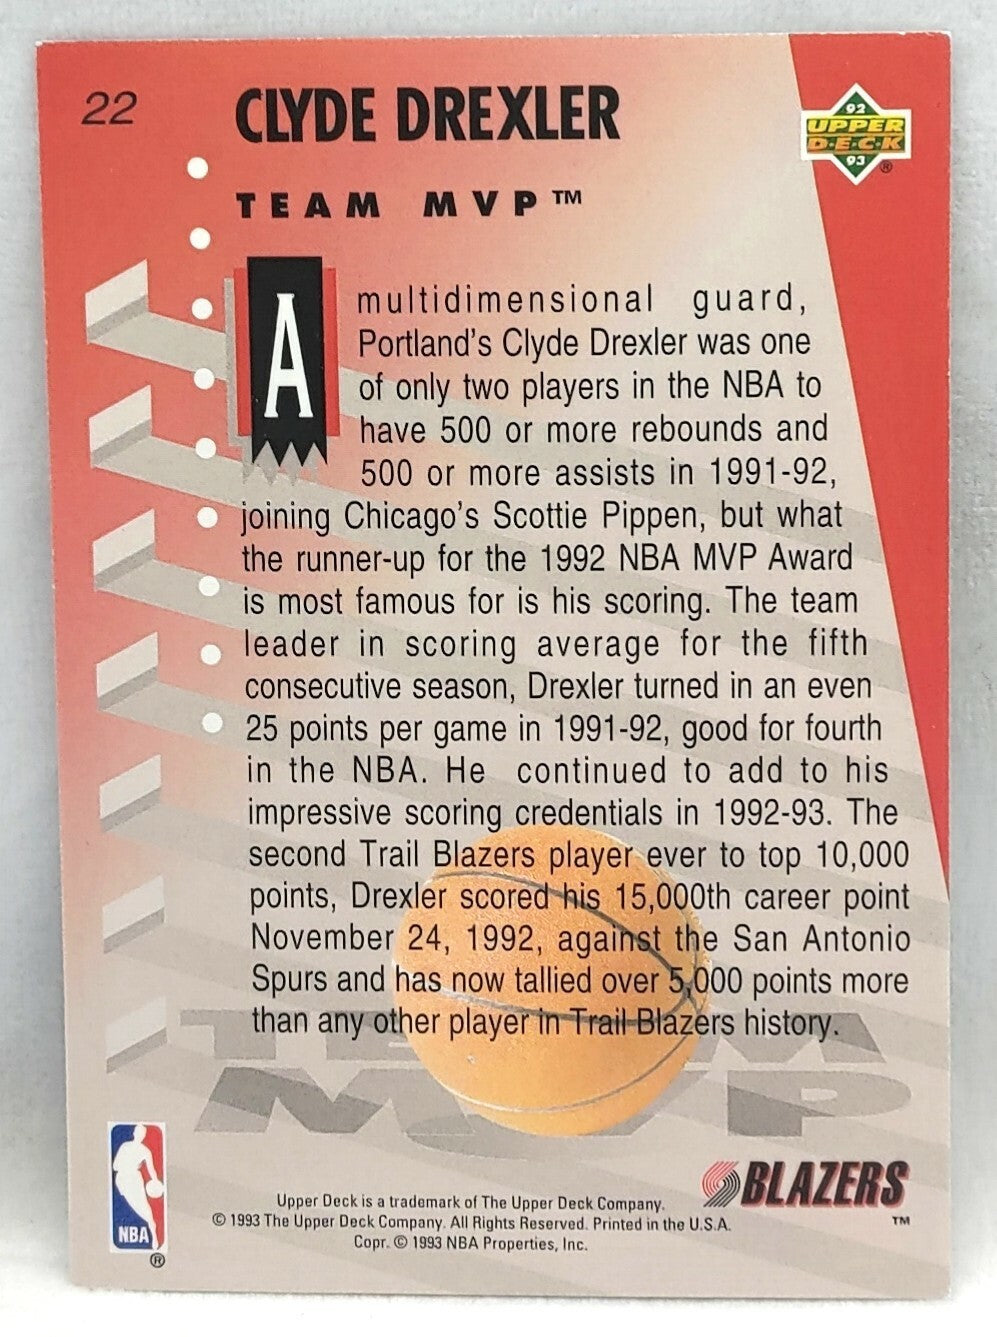 22
CLYDE DREXLER
92
UPPER
D·E·C·K
93 ®
TEAM MVP™
A multidimensional guard,
Portland's Clyde Drexler was one
of only two players in the NBA to
have 500 or more rebounds and
500 or more assists in 1991-92,
joining Chicago's Scottie Pippen, but what
the runner-up for the 1992 NBA MVP Award
is most famous for is his scoring. The team
leader in scoring average for the fifth
consecutive season, Drexler turned in an even
25 points per game in 1991-92, good for fourth
in the NBA. He continued to add to his
impressive scoring credentials in 1992-93. The
second Trail Blazers player ever to top 10,000
points, Drexler scored his 15,000th career point
November 24, 1992, against the San Antonio
Spurs and has now tallied over 5,000 points more
than any other player in Trail Blazers history.
TEAM
MVP
NBA
®
BLAZERS
™
Upper Deck is a trademark of The Upper Deck Company.
© 1993 The Upper Deck Company. All Rights Reserved. Printed in the U.S.A.
Copr. © 1993 NBA Properties, Inc.